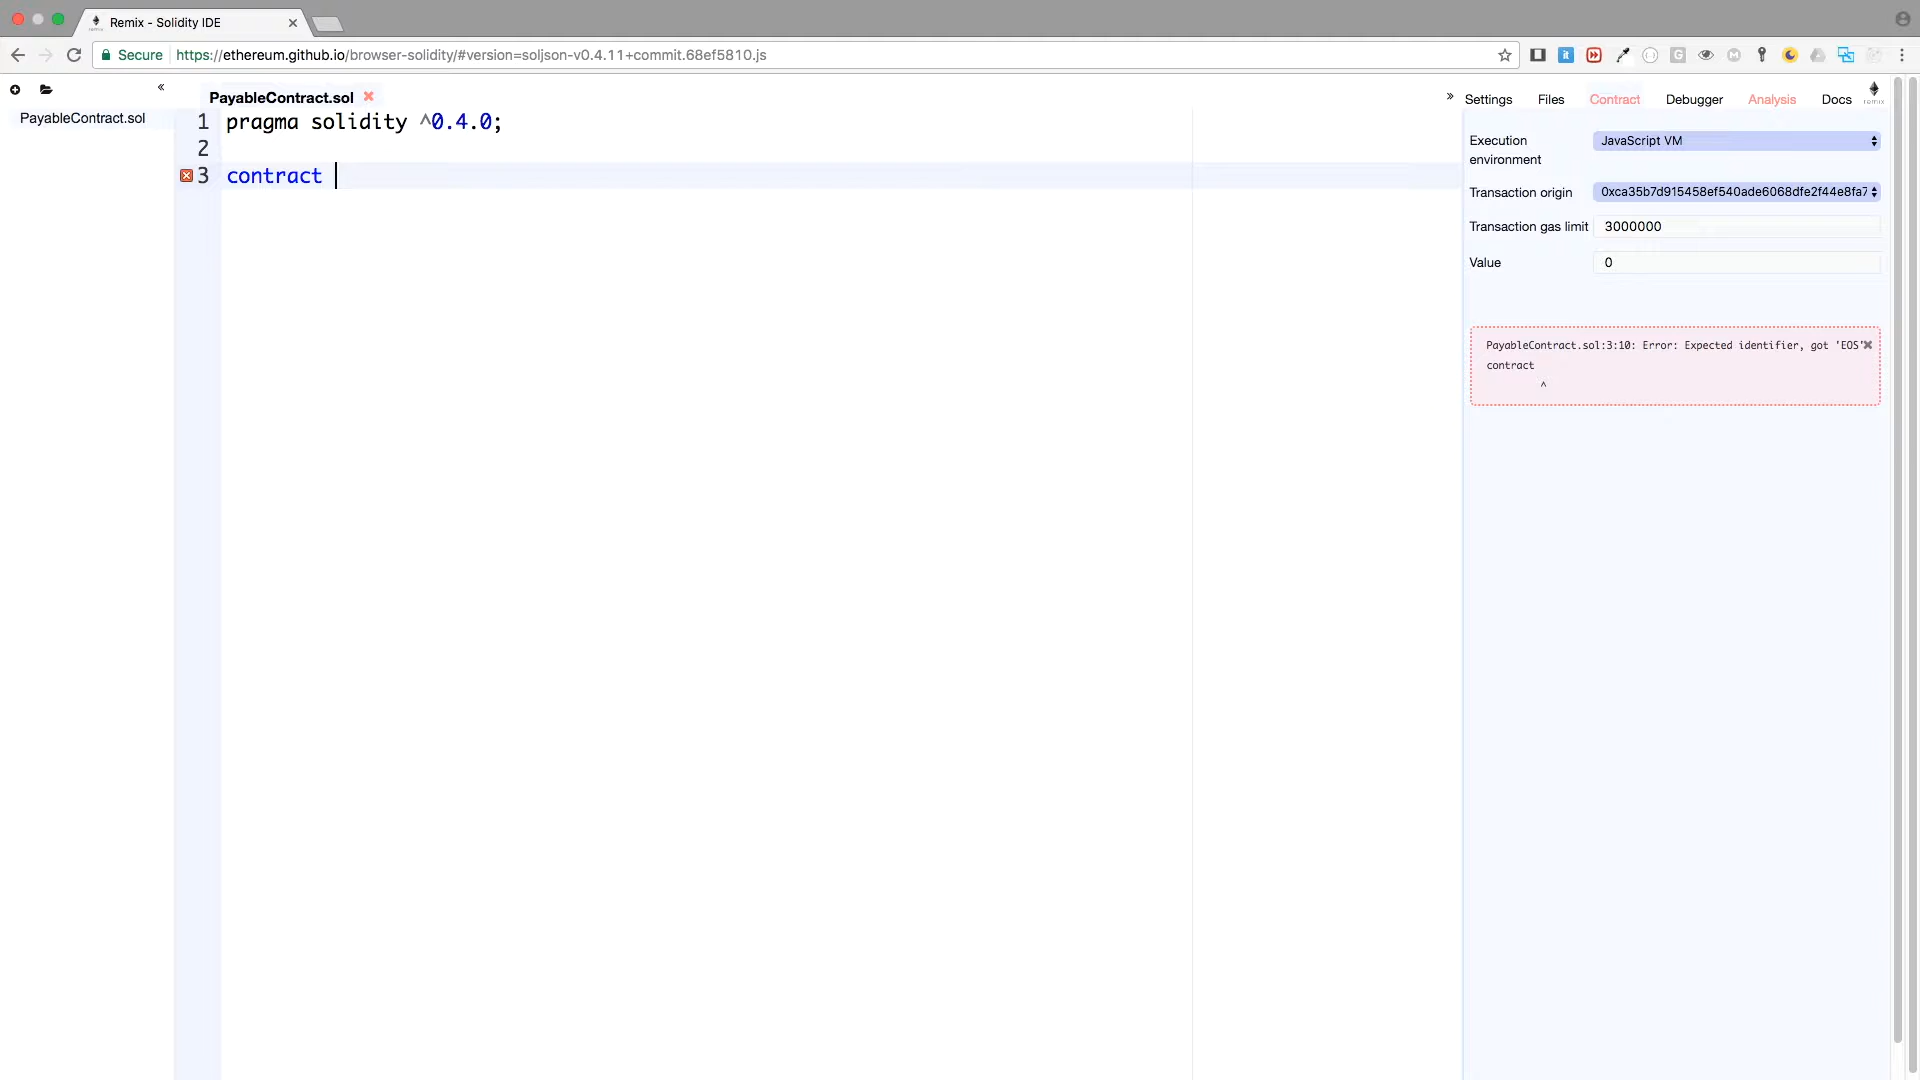 Remix - Solidity IDE
Secure https://ethereum.github.io/browser-solidity/#version=soljson-v0.4.11+commit.68ef5810.js
«
PayableContract.sol
PayableContract.sol
1 pragma solidity ^0.4.0;
2
3 contract
» Settings Files Contract Debugger Analysis Docs
remix
Execution
environment
JavaScript VM
Transaction origin 0xca35b7d915458ef540ade6068dfe2f44e8fa7
Transaction gas limit 3000000
Value 0
PayableContract.sol:3:10: Error: Expected identifier, got 'EOS'
contract
^